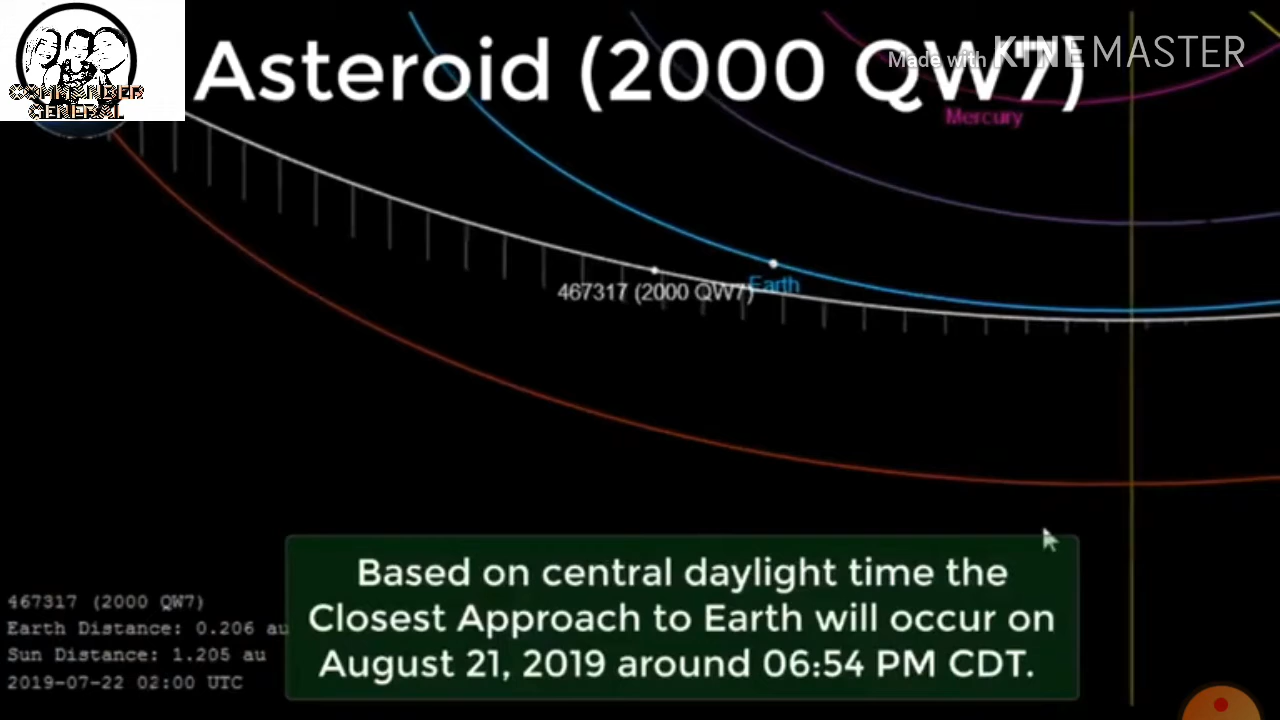 COMMANDER
GENERAL
Asteroid (2000 QW7)
Made with KINEMASTER
Mercury
Earth
467317 (2000 QW7)
Based on central daylight time the
Closest Approach to Earth will occur on
August 21, 2019 around 06:54 PM CDT.
467317 (2000 QW7)
Earth Distance: 0.206 au
Sun Distance: 1.205 au
2019-07-22 02:00 UTC